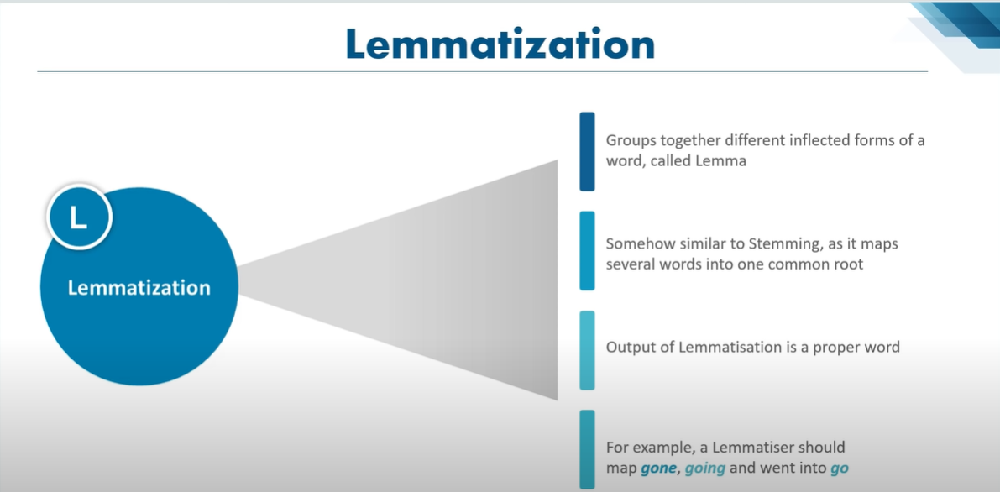 Lemmatization
L
Lemmatization
Groups together different inflected forms of a
word, called Lemma
Somehow similar to Stemming, as it maps
several words into one common root
Output of Lemmatisation is a proper word
For example, a Lemmatiser should
map gone, going and went into go